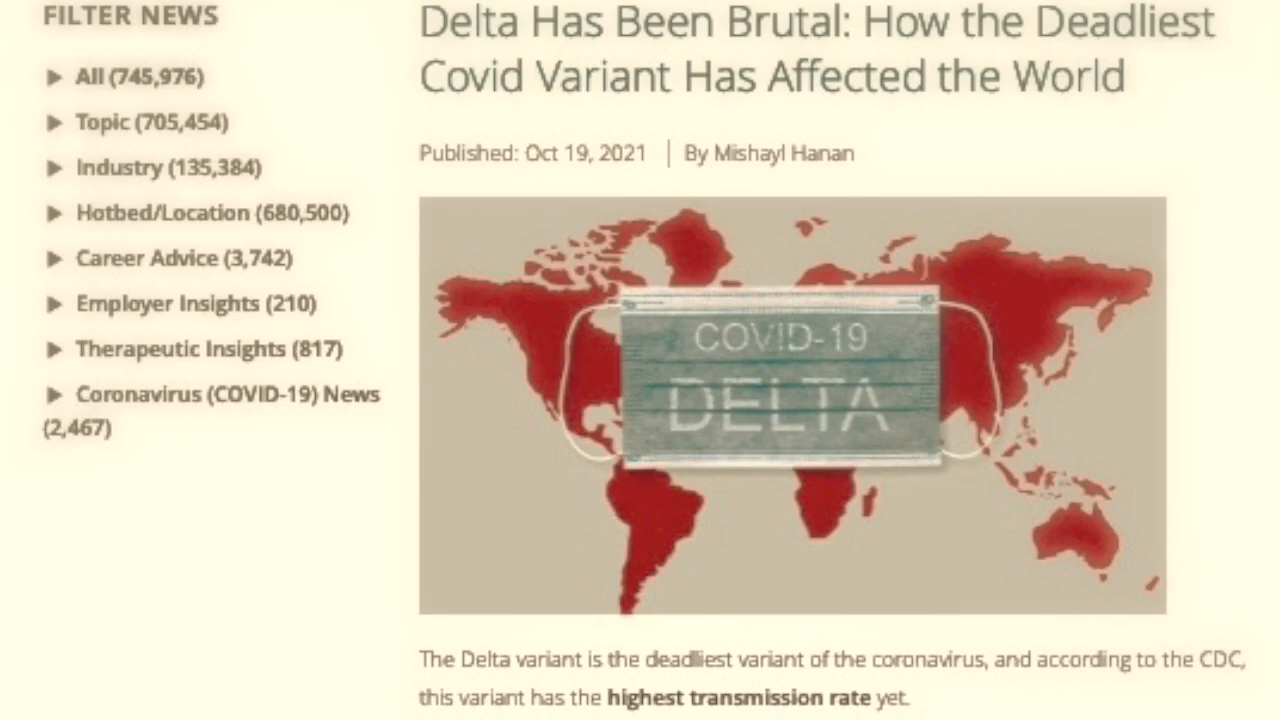 FILTER NEWS
▶ All (745,976)
▶ Topic (705,454)
▶ Industry (135,384)
▶ Hotbed/Location (680,500)
▶ Career Advice (3,742)
▶ Employer Insights (210)
▶ Therapeutic Insights (817)
▶ Coronavirus (COVID-19) News
(2,467)
Delta Has Been Brutal: How the Deadliest
Covid Variant Has Affected the World
Published: Oct 19, 2021 | By Mishayl Hanan
COVID-19
DELTA
The Delta variant is the deadliest variant of the coronavirus, and according to the CDC,
this variant has the highest transmission rate yet.